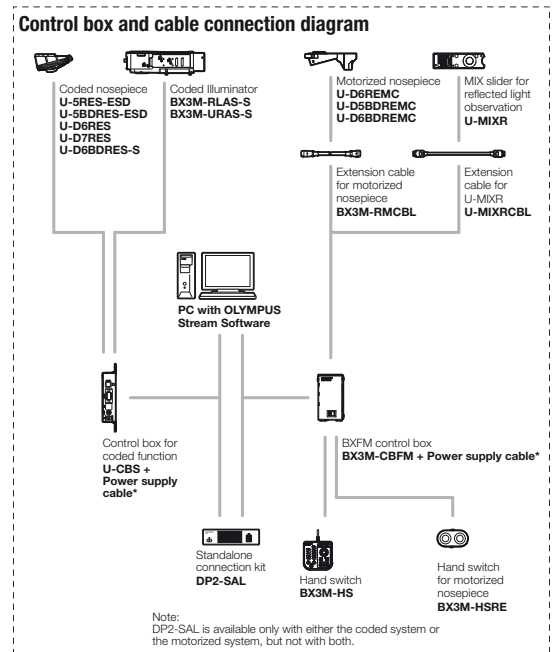 Control box and cable connection diagram
Coded nosepiece
U-5RES-ESD
U-5BDRES-ESD
U-D6RES
U-D7RES
U-D6BDRES-S
Coded Illuminator
BX3M-RLAS-S
BX3M-URAS-S
Motorized nosepiece
U-D6REMC
U-D5BDREMC
U-D6BDREMC
MIX slider for
reflected light
observation
U-MIXR
Extension cable
for motorized
nosepiece
BX3M-RMCBL
Extension
cable for
U-MIXR
U-MIXRCBL
PC with OLYMPUS
Stream Software
Control box for
coded function
U-CBS +
Power supply
cable*
BXFM control box
BX3M-CBFM + Power supply cable*
Standalone
connection kit
DP2-SAL
Hand switch
BX3M-HS
Hand switch
for motorized
nosepiece
BX3M-HSRE
Note:
DP2-SAL is available only with either the coded system or
the motorized system, but not with both.